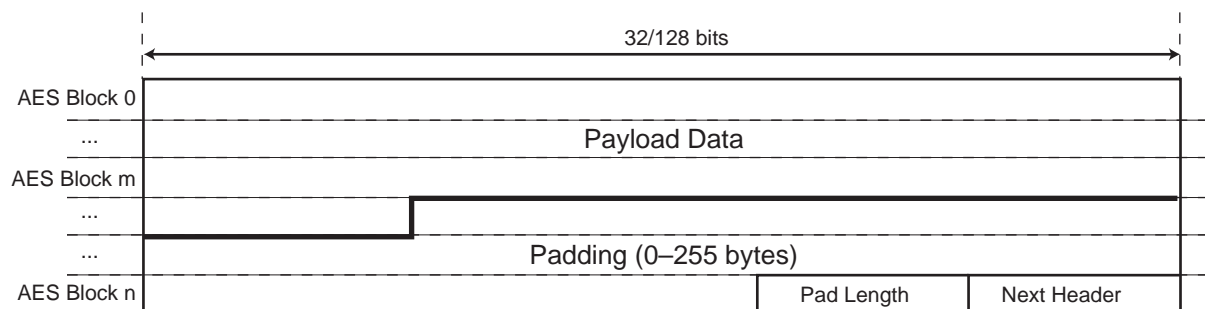 32/128 bits
AES Block 0
...
Payload Data
AES Block m
...
...
Padding (0–255 bytes)
AES Block n
Pad Length
Next Header